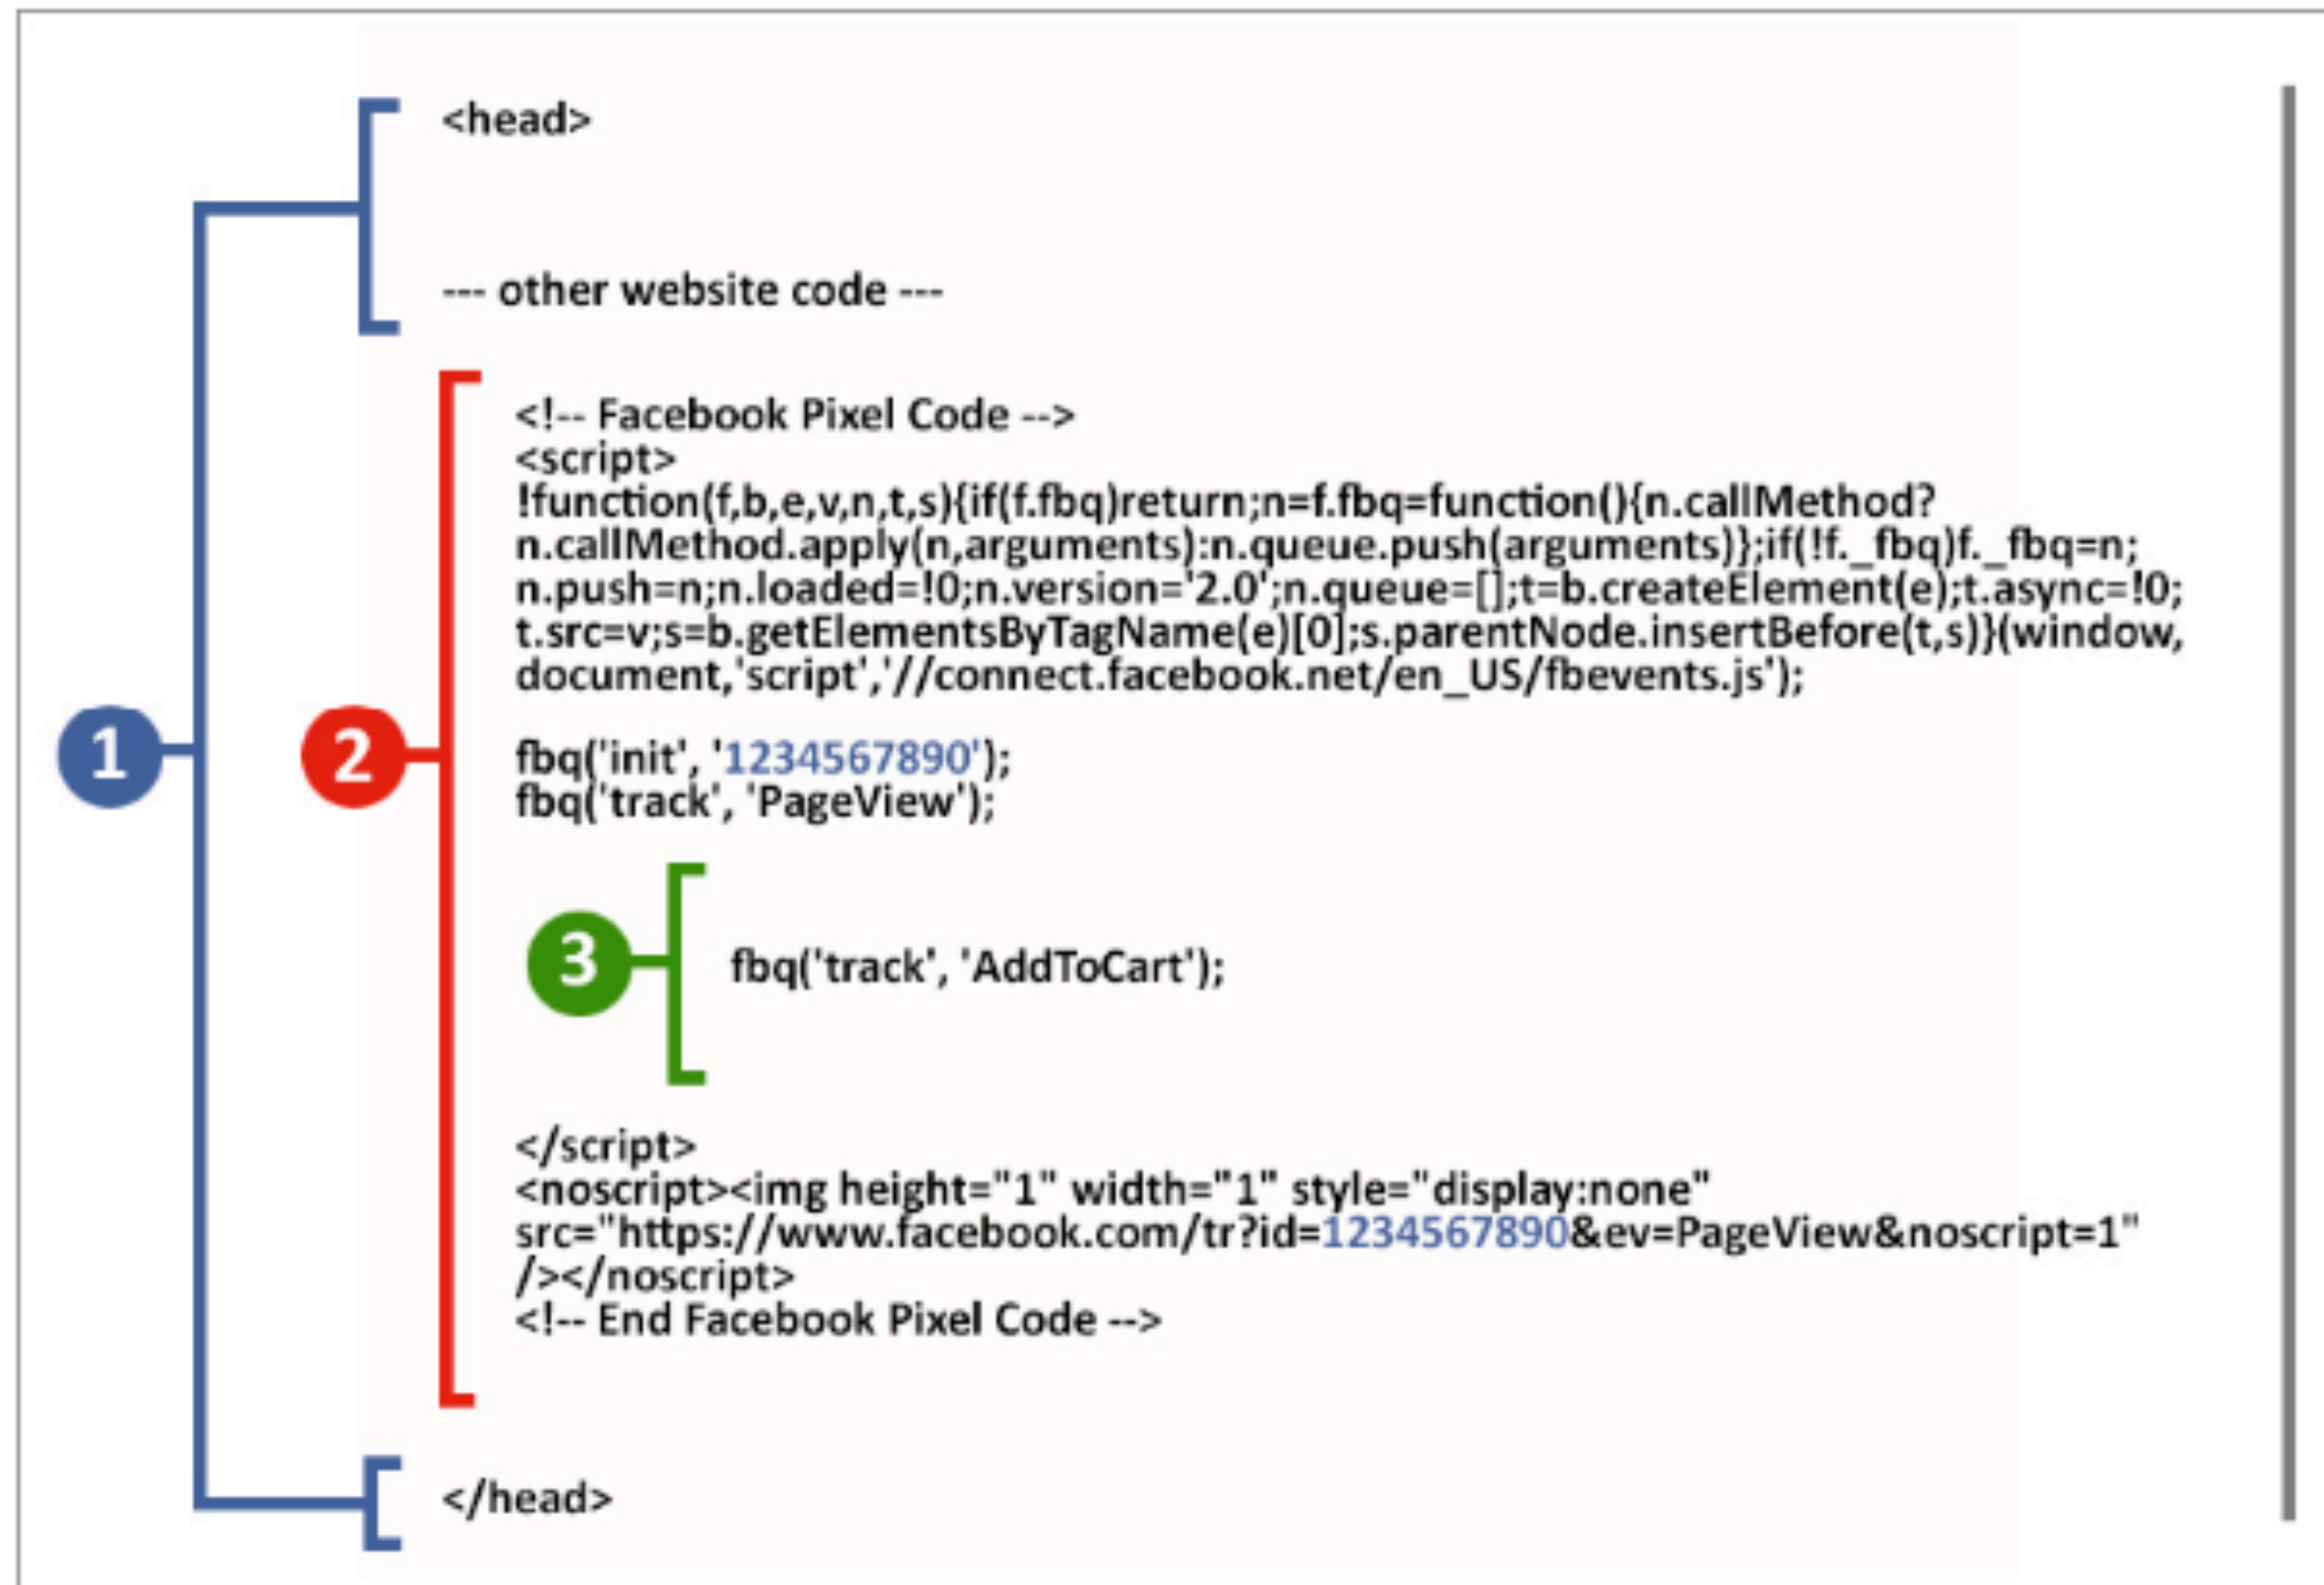 <head>
--- other website code ---
<!-- Facebook Pixel Code -->
<script>
!function(f,b,e,v,n,t,s){if(f.fbq)return;n=f.fbq=function(){n.callMethod?
n.callMethod.apply(n,arguments):n.queue.push(arguments)};if(!f._fbq)f._fbq=n;
n.push=n;n.loaded=!0;n.version='2.0';n.queue=[];t=b.createElement(e);t.async=!0;
t.src=v;s=b.getElementsByTagName(e)[0];s.parentNode.insertBefore(t,s)}(window,
document,'script','//connect.facebook.net/en_US/fbevents.js');
1
2
fbq('init', '1234567890');
fbq('track', 'PageView');
3
fbq('track', 'AddToCart');
</script>
<noscript><img height="1" width="1" style="display:none"
src="https://www.facebook.com/tr?id=1234567890&ev=PageView&noscript=1"
/></noscript>
<!-- End Facebook Pixel Code -->
</head>